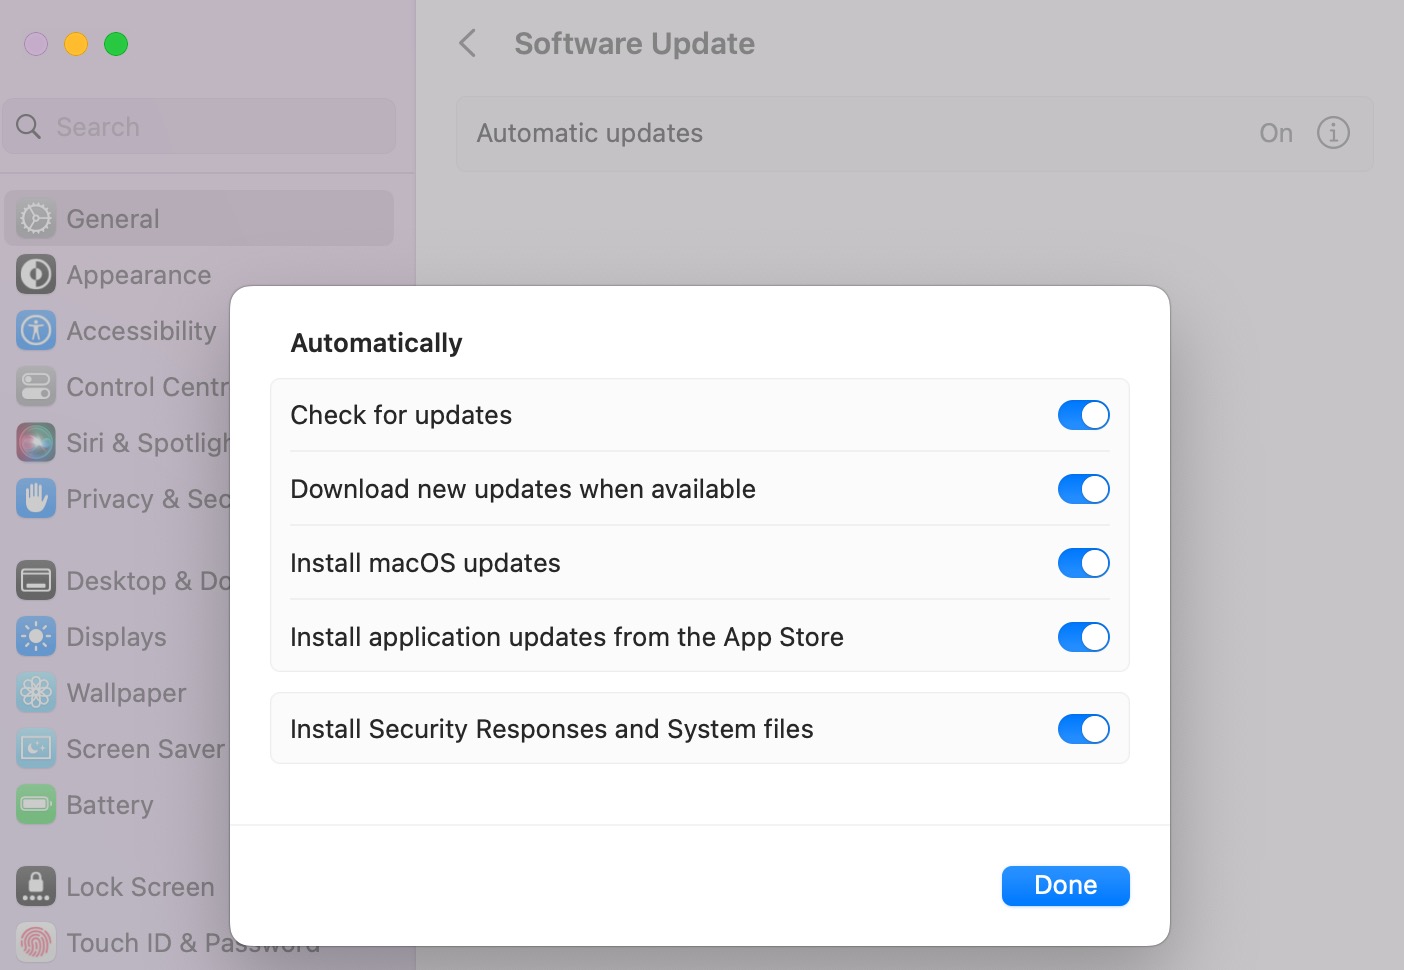 Software Update
Search
Automatic updates On
General
Appearance
Accessibility
Control Centr
Siri & Spotligh
Privacy & Sec
Desktop & Do
Displays
Wallpaper
Screen Saver
Battery
Lock Screen
Touch ID & Password
Automatically
Check for updates
Download new updates when available
Install macOS updates
Install application updates from the App Store
Install Security Responses and System files
Done